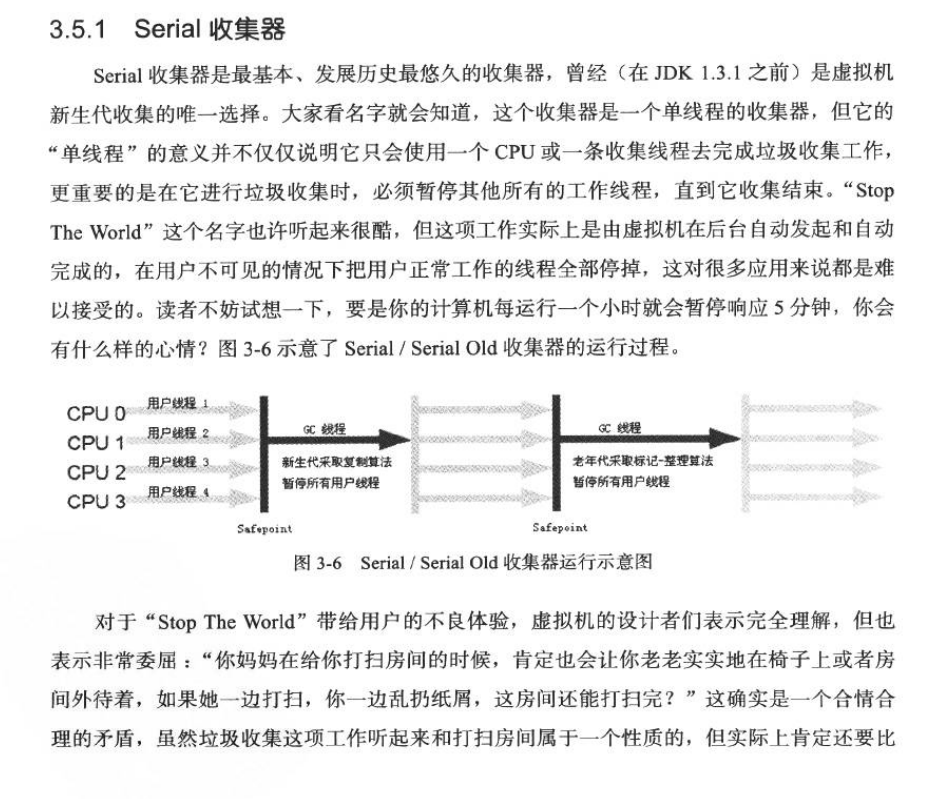 3.5.1 Serial 收集器
Serial 收集器是最基本、发展历史最悠久的收集器，曾经（在 JDK 1.3.1 之前）是虚拟机
新生代收集的唯一选择。大家看名字就会知道，这个收集器是一个单线程的收集器，但它的
“单线程”的意义并不仅仅说明它只会使用一个 CPU 或一条收集线程去完成垃圾收集工作，
更重要的是在它进行垃圾收集时，必须暂停其他所有的工作线程，直到它收集结束。“Stop
The World”这个名字也许听起来很酷，但这项工作实际上是由虚拟机在后台自动发起和自动
完成的，在用户不可见的情况下把用户正常工作的线程全部停掉，这对很多应用来说都是难
以接受的。读者不妨试想一下，要是你的计算机每运行一个小时就会暂停响应 5 分钟，你会
有什么样的心情？图 3-6 示意了 Serial / Serial Old 收集器的运行过程。
CPU 0 用户线程 1
CPU 1 用户线程 2
CPU 2 用户线程 3
CPU 3 用户线程 4
GC 线程
新生代采取复制算法
暂停所有用户线程
Safepoint
GC 线程
老年代采取标记-整理算法
暂停所有用户线程
Safepoint
图 3-6 Serial / Serial Old 收集器运行示意图
对于“Stop The World”带给用户的不良体验，虚拟机的设计者们表示完全理解，但也
表示非常委屈：“你妈妈在给你打扫房间的时候，肯定也会让你老老实实地在椅子上或者房
间外待着，如果她一边打扫，你一边乱扔纸屑，这房间还能打扫完？”这确实是一个合情合
理的矛盾，虽然垃圾收集这项工作听起来和打扫房间属于一个性质的，但实际上肯定还要比